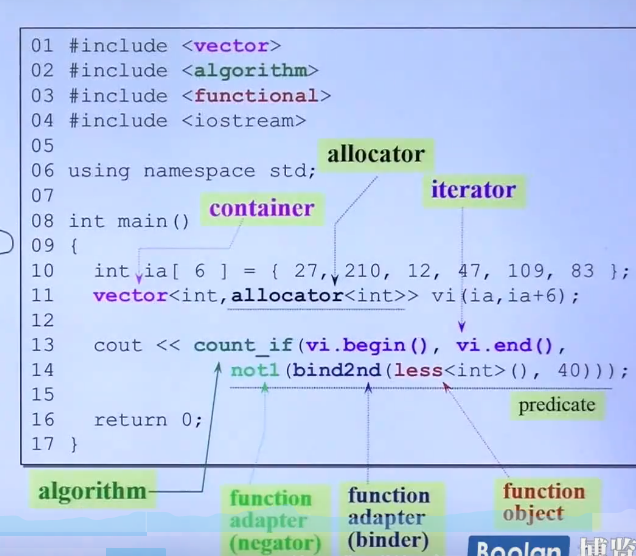 01 #include <vector>
02 #include <algorithm>
03 #include <functional>
04 #include <iostream>
05
06 using namespace std;
allocator
iterator
07
container
08 int main()
09 {
10 int ia[ 6 ] = { 27, 210, 12, 47, 109, 83 };
11 vector<int,allocator<int>> vi(ia,ia+6);
12
13 cout << count_if(vi.begin(), vi.end(),
14 not1(bind2nd(less<int>(), 40)));
15
predicate
16 return 0;
17 }
algorithm
function adapter (negator)
function adapter (binder)
function object
Boolan 博览